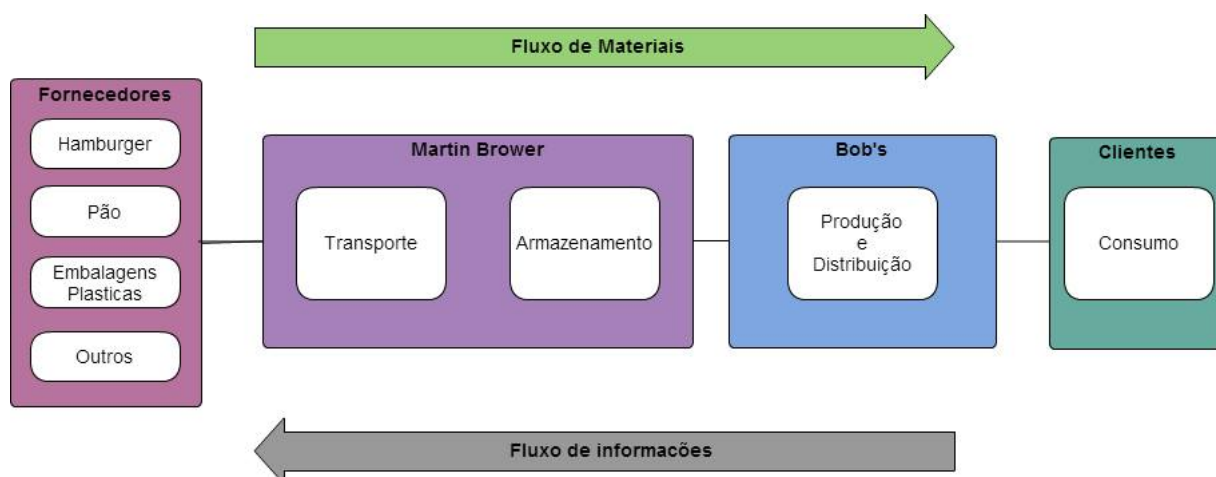 Fluxo de Materiais
Fornecedores
Hamburger
Pão
Embalagens
Plasticas
Outros
Martin Brower
Transporte
Armazenamento
Bob's
Produção
e
Distribuição
Clientes
Consumo
Fluxo de informacões